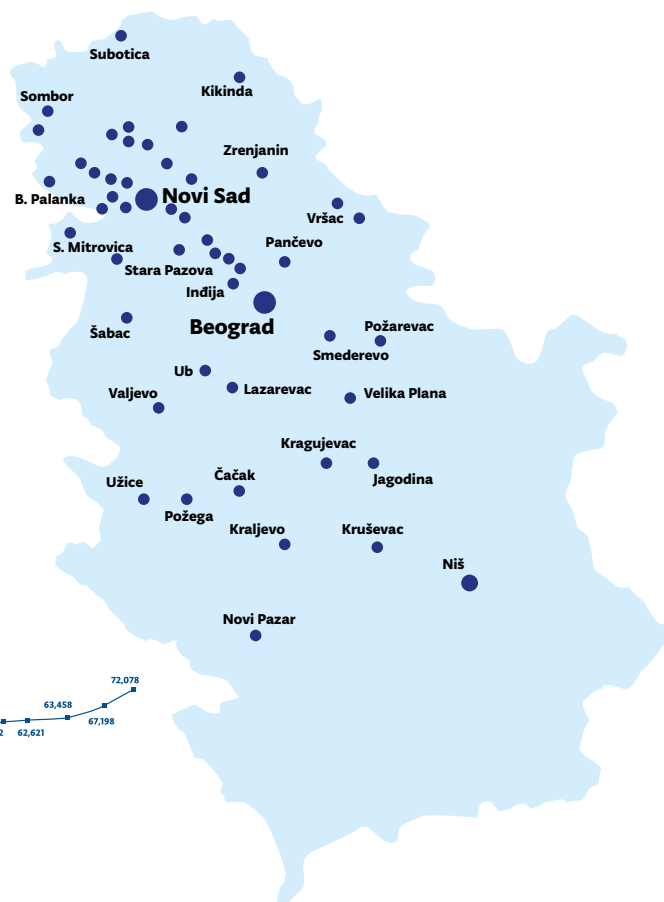 Subotica
Kikinda
Sombor
Zrenjanin
Novi Sad
B. Palanka
Vršac
Pančevo
S. Mitrovica
Stara Pazova
Inđija
Beograd
Šabac
Požarevac
Smederevo
Ub
Lazarevac
Velika Plana
Valjevo
Kragujevac
Jagodina
Čačak
Užice
Požega
Kraljevo
Kruševac
Niš
Novi Pazar
72,078
63,458
67,198
2
62,621